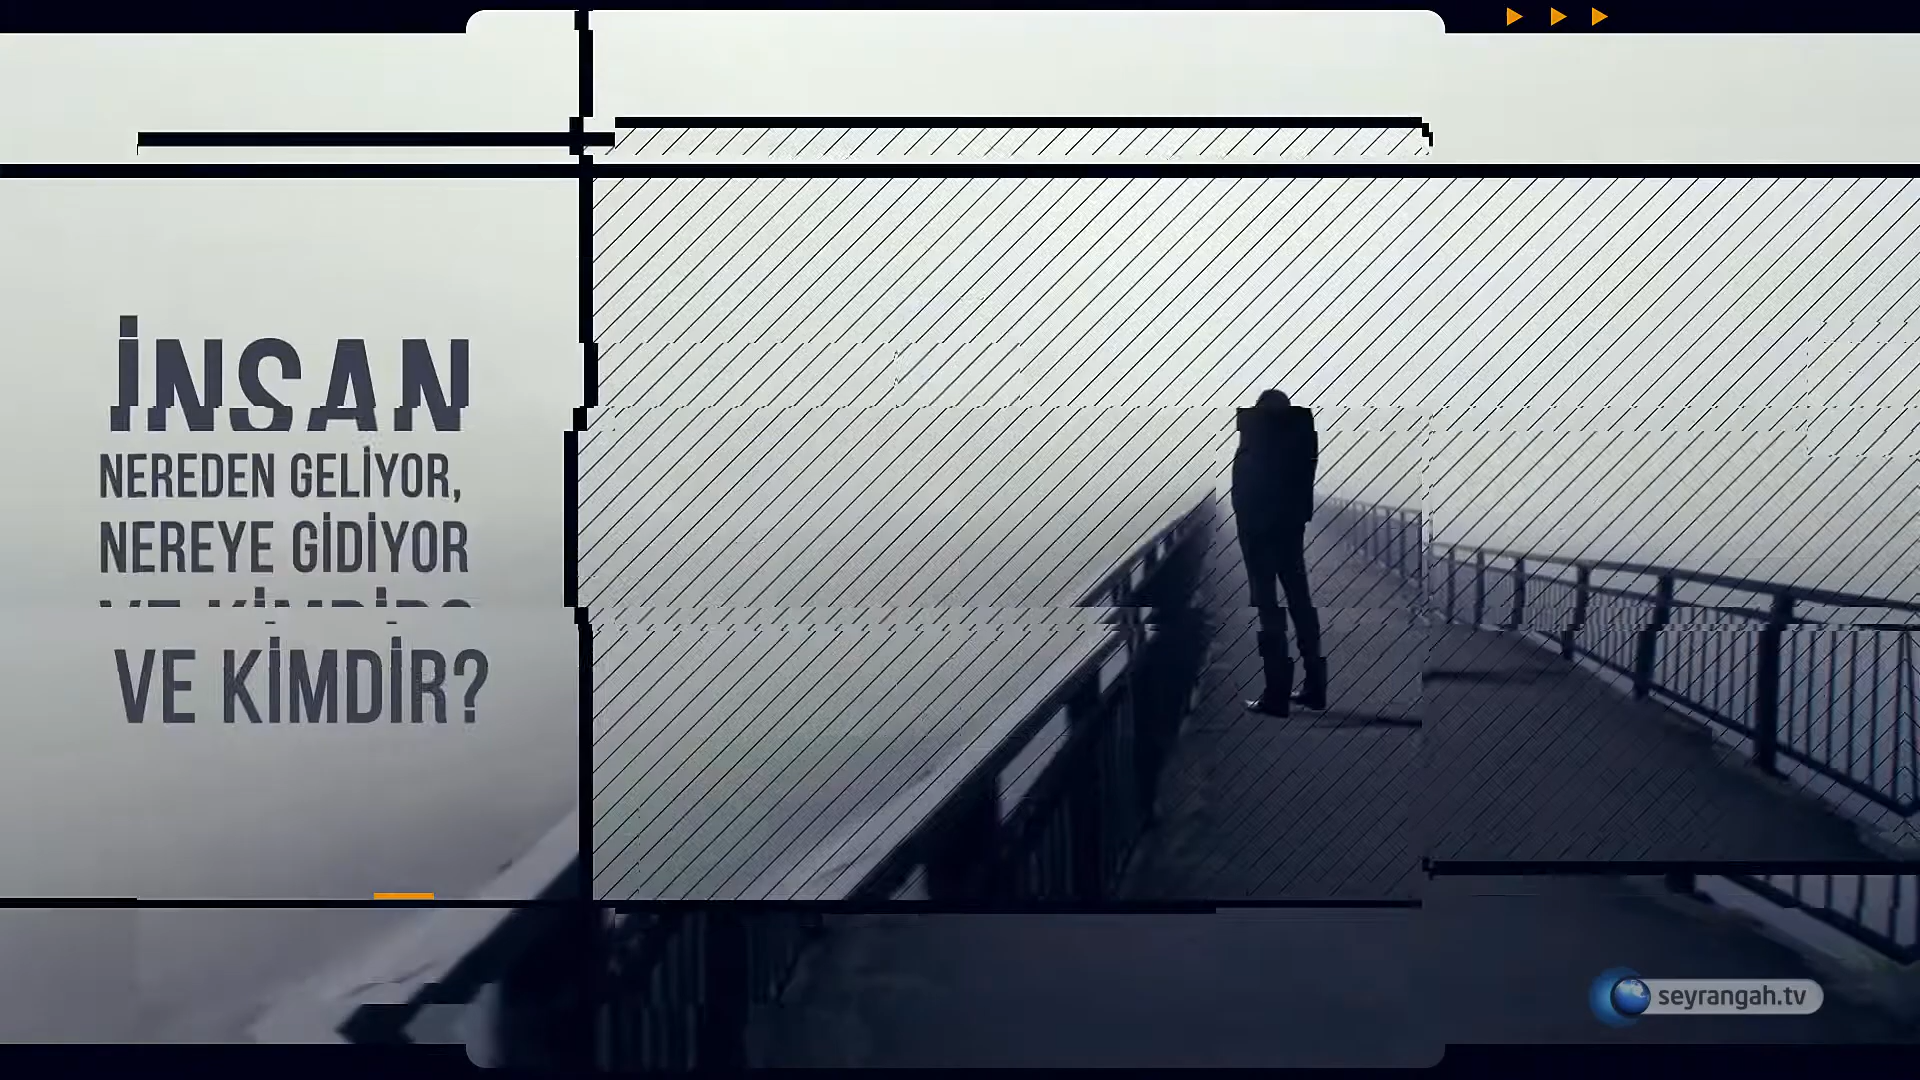 İNSAN
NEREDEN GELİYOR,
NEREYE GİDİYOR
VE KİMDİR?
seyrangah.tv